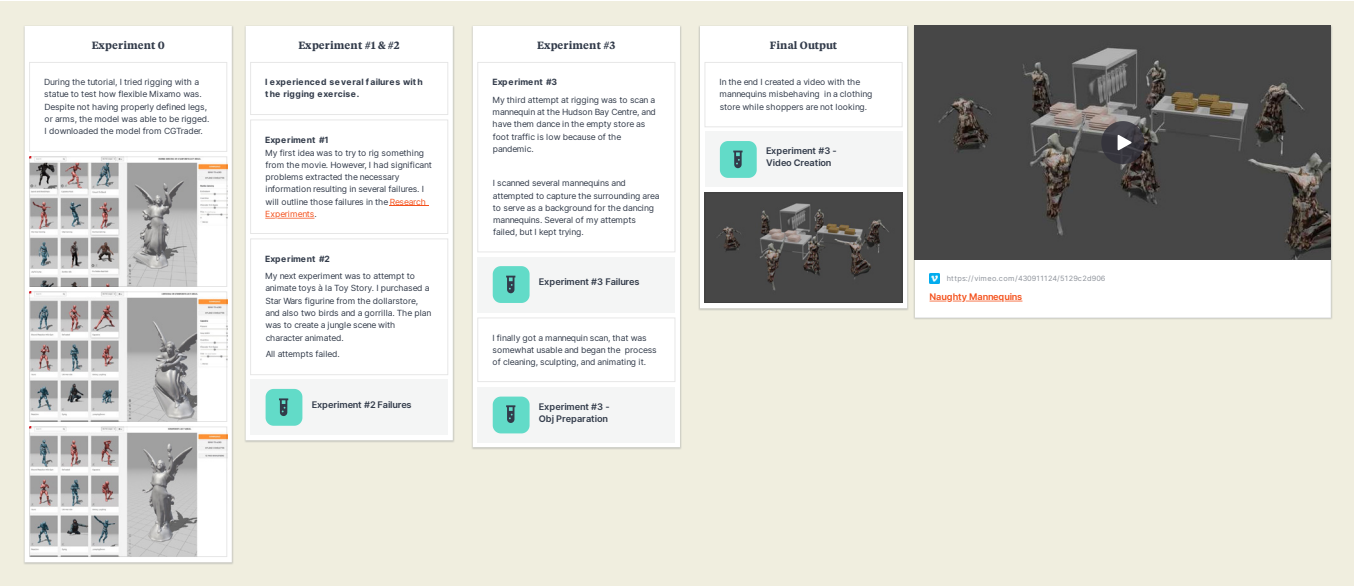 Experiment 0
During the tutorial, I tried rigging with a
statue to test how flexible Mixamo was.
Despite not having properly defined legs,
or arms, the model was able to be rigged.
I downloaded the model from CGTrader.
Experiment #1 & #2
I experienced several failures with
the rigging exercise.
Experiment #1
My first idea was to try to rig something
from the movie. However, I had significant
problems extracted the necessary
information resulting in several failures. I
will outline those failures in the Research
Experiments.
Experiment #2
My next experiment was to attempt to
animate toys à la Toy Story. I purchased a
Star Wars figurine from the dollarstore,
and also two birds and a gorrilla. The plan
was to create a jungle scene with
character animated.
All attempts failed.
Experiment #2 Failures
Experiment #3
Experiment #3
My third attempt at rigging was to scan a
mannequin at the Hudson Bay Centre, and
have them dance in the empty store as
foot traffic is low because of the
pandemic.
I scanned several mannequins and
attempted to capture the surrounding area
to serve as a background for the dancing
mannequins. Several of my attempts
failed, but I kept trying.
Experiment #3 Failures
I finally got a mannequin scan, that was
somewhat usable and began the process
of cleaning, sculpting, and animating it.
Experiment #3 -
Obj Preparation
Final Output
In the end I created a video with the
mannequins misbehaving in a clothing
store while shoppers are not looking.
Experiment #3 -
Video Creation
https://vimeo.com/430911124/5129c2d906
Naughty Mannequins